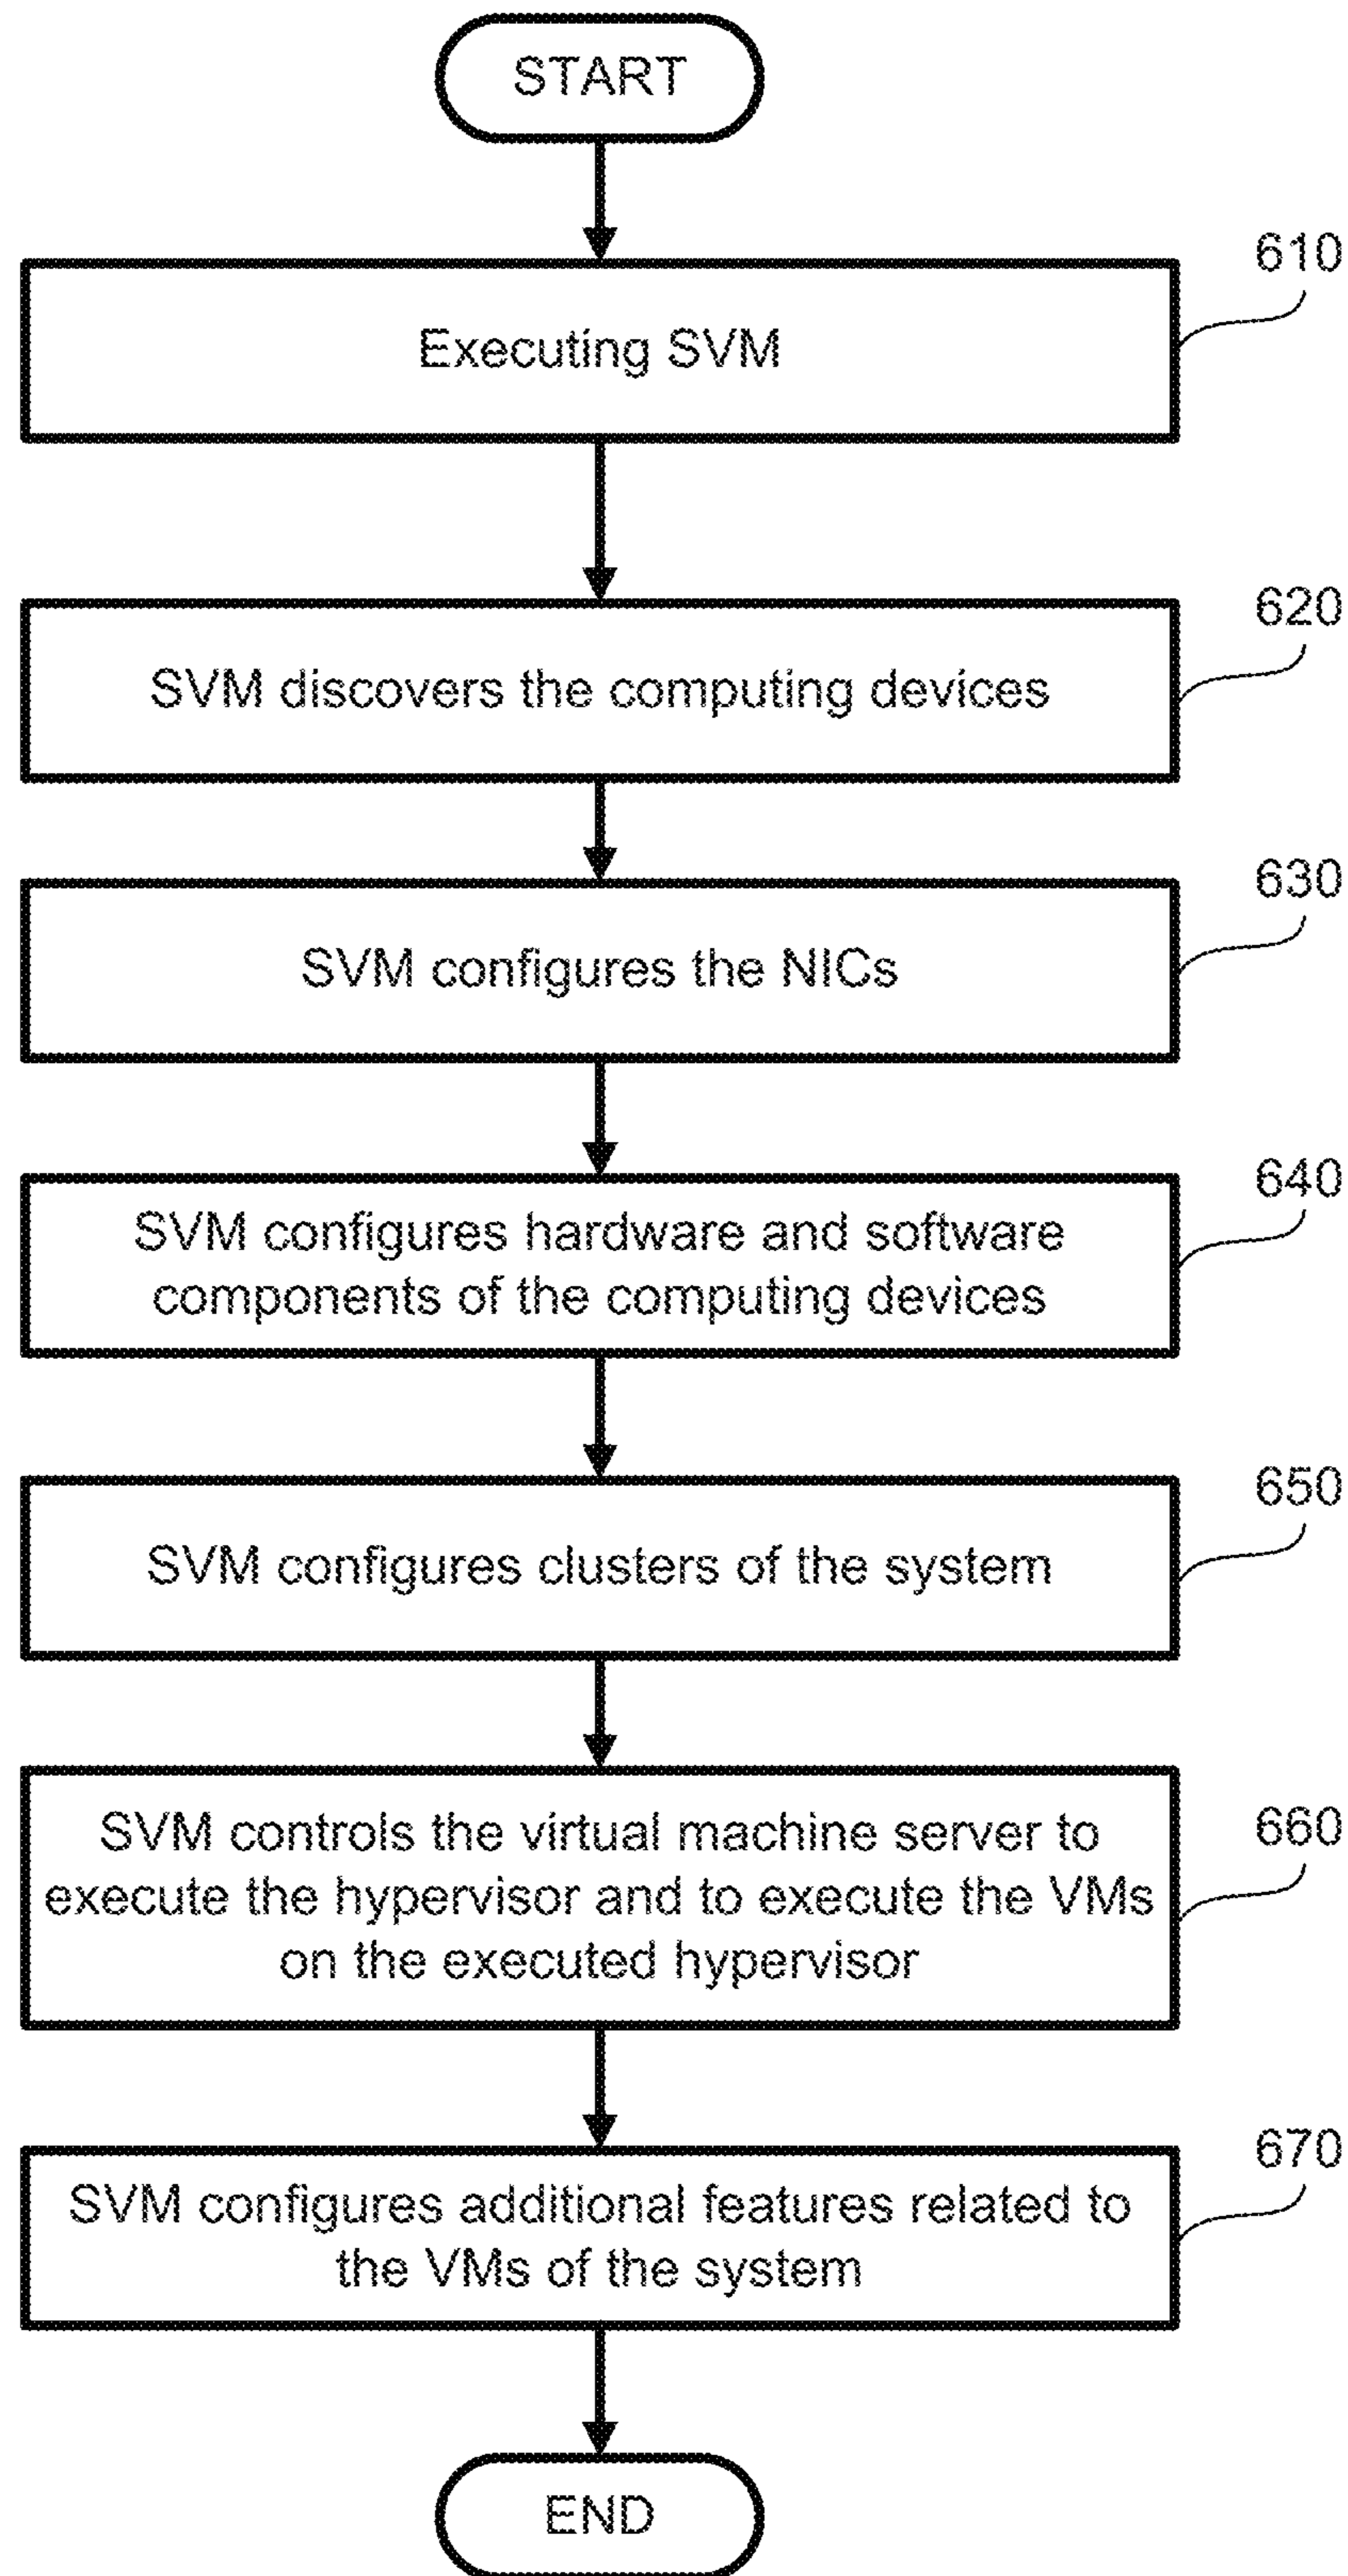 START
610
Executing SVM
620
SVM discovers the computing devices
630
SVM configures the NICs
640
SVM configures hardware and software
components of the computing devices
650
SVM configures clusters of the system
660
SVM controls the virtual machine server to
execute the hypervisor and to execute the VMs
on the executed hypervisor
670
SVM configures additional features related to
the VMs of the system
END